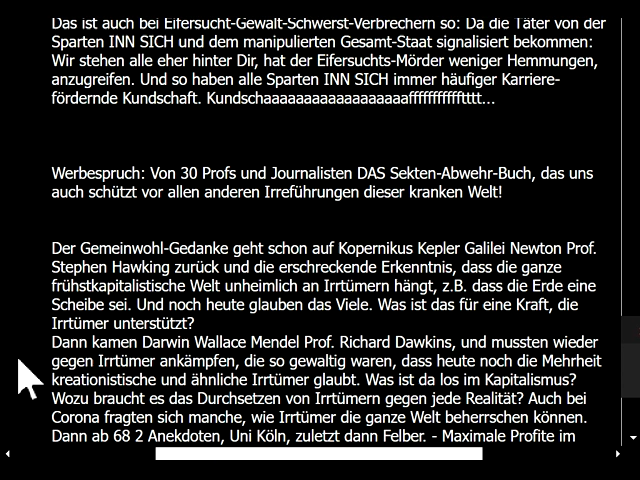 Das ist auch bei Eifersucht-Gewalt-Schwerst-Verbrechern so: Da die Täter von der
Sparten INN SICH und dem manipulierten Gesamt-Staat signalisiert bekommen:
Wir stehen alle eher hinter Dir, hat der Eifersuchts-Mörder weniger Hemmungen,
anzugreifen. Und so haben alle Sparten INN SICH immer häufiger Karriere-
fördernde Kundschaft. Kundschaaaaaaaaaaaaaaaaaaafffffffffffftttt...
Werbespruch: Von 30 Profs und Journalisten DAS Sekten-Abwehr-Buch, das uns
auch schützt vor allen anderen Irreführungen dieser kranken Welt!
Der Gemeinwohl-Gedanke geht schon auf Kopernikus Kepler Galilei Newton Prof.
Stephen Hawking zurück und die erschreckende Erkenntnis, dass die ganze
frühstkapitalistische Welt unheimlich an Irrtümern hängt, z.B. dass die Erde eine
Scheibe sei. Und noch heute glauben das Viele. Was ist das für eine Kraft, die
Irrtümer unterstützt?
Dann kamen Darwin Wallace Mendel Prof. Richard Dawkins, und mussten wieder
gegen Irrtümer ankämpfen, die so gewaltig waren, dass heute noch die Mehrheit
kreationistische und ähnliche Irrtümer glaubt. Was ist da los im Kapitalismus?
Wozu braucht es das Durchsetzen von Irrtümern gegen jede Realität? Auch bei
Corona fragten sich manche, wie Irrtümer die ganze Welt beherrschen können.
Dann ab 68 2 Anekdoten, Uni Köln, zuletzt dann Felber. - Maximale Profite im